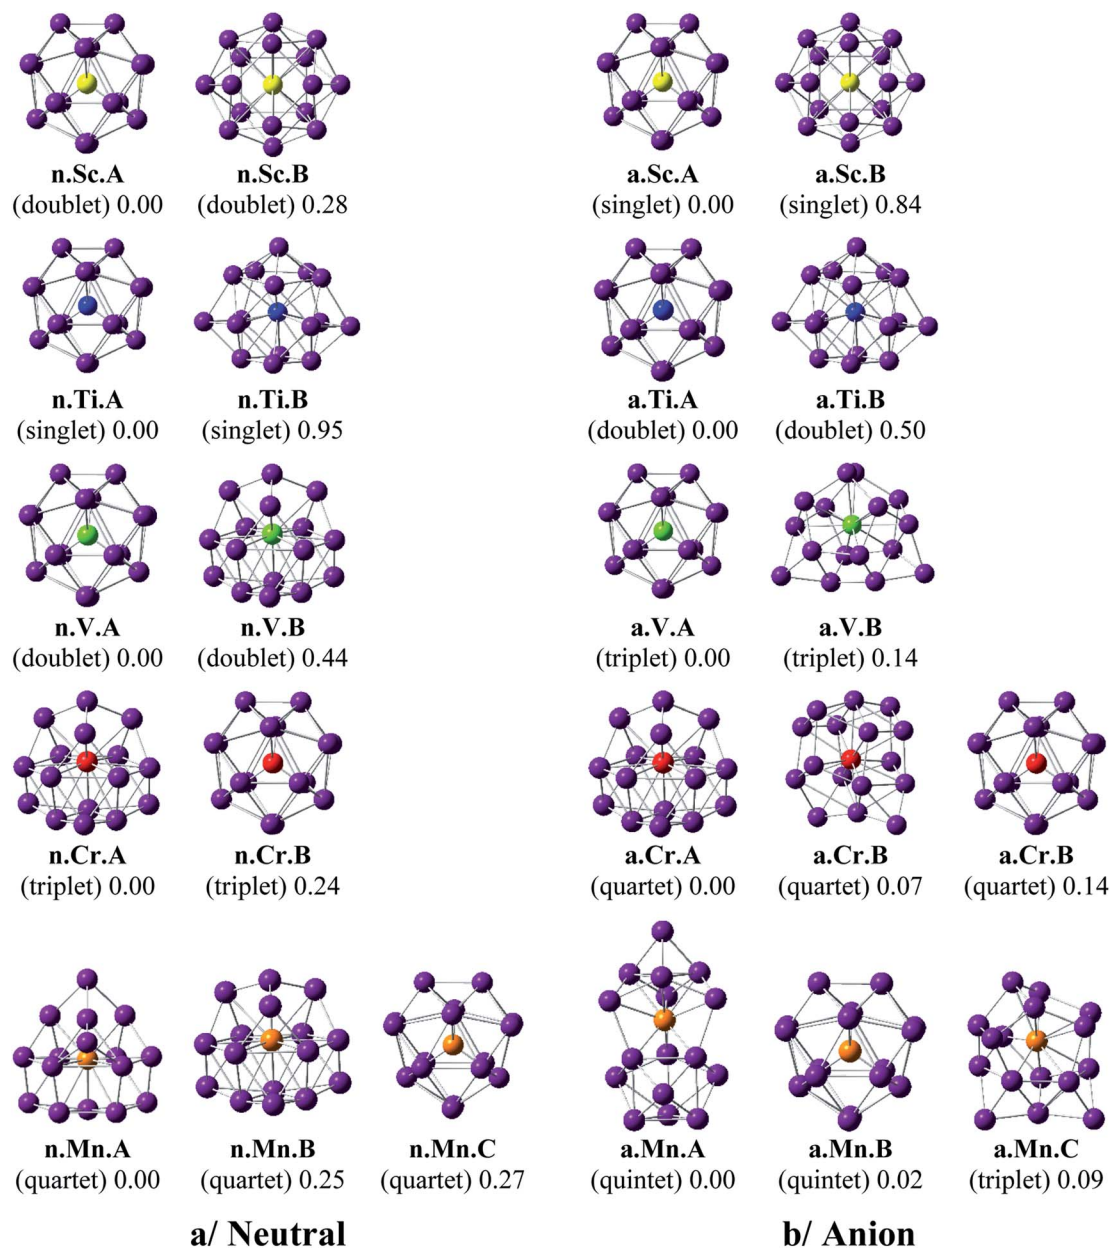 n.Sc.A
(doublet) 0.00
n.Sc.B
(doublet) 0.28
a.Sc.A
(singlet) 0.00
a.Sc.B
(singlet) 0.84
n.Ti.A
(singlet) 0.00
n.Ti.B
(singlet) 0.95
a.Ti.A
(doublet) 0.00
a.Ti.B
(doublet) 0.50
n.V.A
(doublet) 0.00
n.V.B
(doublet) 0.44
a.V.A
(triplet) 0.00
a.V.B
(triplet) 0.14
n.Cr.A
(triplet) 0.00
n.Cr.B
(triplet) 0.24
a.Cr.A
(quartet) 0.00
a.Cr.B
(quartet) 0.07
a.Cr.B
(quartet) 0.14
n.Mn.A
(quartet) 0.00
n.Mn.B
(quartet) 0.25
n.Mn.C
(quartet) 0.27
a.Mn.A
(quintet) 0.00
a.Mn.B
(quintet) 0.02
a.Mn.C
(triplet) 0.09
a/ Neutral
b/ Anion